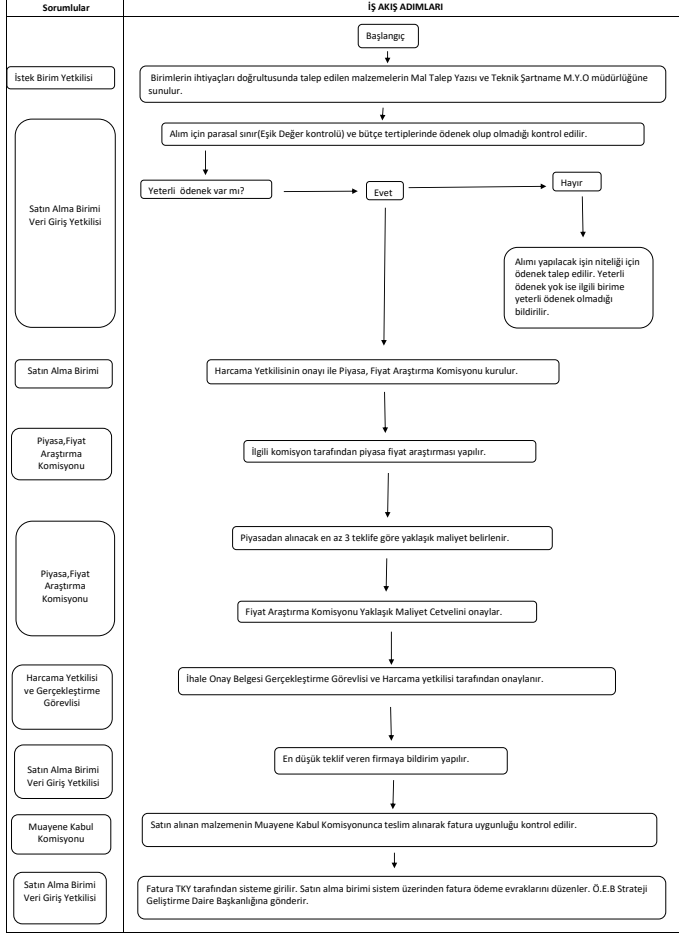 Sorumlular
İŞ AKIŞ ADIMLARI
Başlangıç
İstek Birim Yetkilisi
Birimlerin ihtiyaçları doğrultusunda talep edilen malzemelerin Mal Talep Yazısı ve Teknik Şartname M.Y.O müdürlüğüne
sunulur.
Alım için parasal sınır(Eşik Değer kontrolü) ve bütçe tertiplerinde ödenek olup olmadığı kontrol edilir.
Satın Alma Birimi
Veri Giriş Yetkilisi
Yeterli ödenek var mı?
Evet
Hayır
Alımı yapılacak işin niteliği için
ödenek talep edilir. Yeterli
ödenek yok ise ilgili birime
yeterli ödenek olmadığı
bildirilir.
Satın Alma Birimi
Harcama Yetkilisinin onayı ile Piyasa, Fiyat Araştırma Komisyonu kurulur.
Piyasa,Fiyat
Araştırma
Komisyonu
İlgili komisyon tarafından piyasa fiyat araştırması yapılır.
Piyasadan alınacak en az 3 teklife göre yaklaşık maliyet belirlenir.
Piyasa,Fiyat
Araştırma
Komisyonu
Fiyat Araştırma Komisyonu Yaklaşık Maliyet Cetvelini onaylar.
Harcama Yetkilisi
ve Gerçekleştirme
Görevlisi
İhale Onay Belgesi Gerçekleştirme Görevlisi ve Harcama yetkilisi tarafından onaylanır.
Satın Alma Birimi
Veri Giriş Yetkilisi
En düşük teklif veren firmaya bildirim yapılır.
Muayene Kabul
Komisyonu
Satın alınan malzemenin Muayene Kabul Komisyonunca teslim alınarak fatura uygunluğu kontrol edilir.
Satın Alma Birimi
Veri Giriş Yetkilisi
Fatura TKY tarafından sisteme girilir. Satın alma birimi sistem üzerinden fatura ödeme evraklarını düzenler. Ö.E.B Strateji
Geliştirme Daire Başkanlığına gönderir.